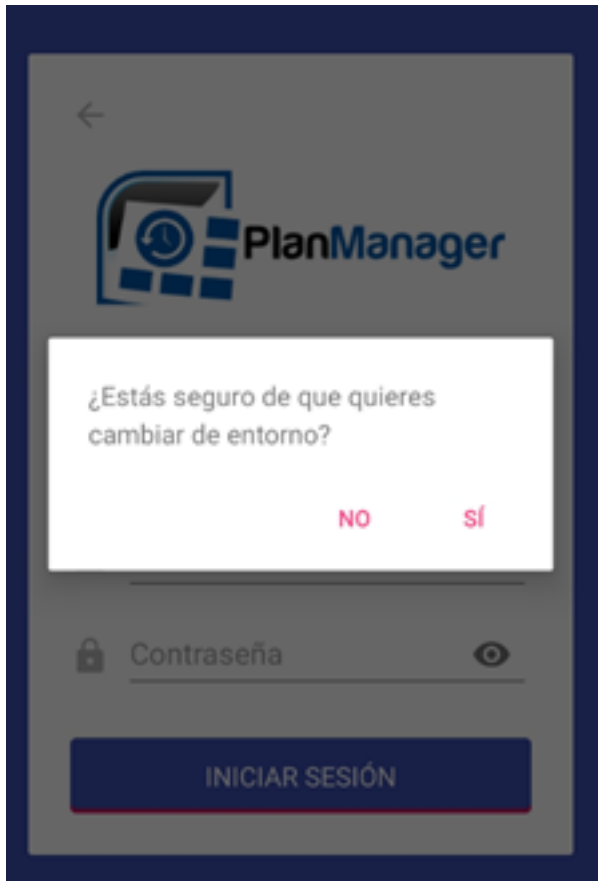 PlanManager
¿Estás seguro de que quieres
cambiar de entorno?
NO SÍ
Contraseña
INICIAR SESIÓN